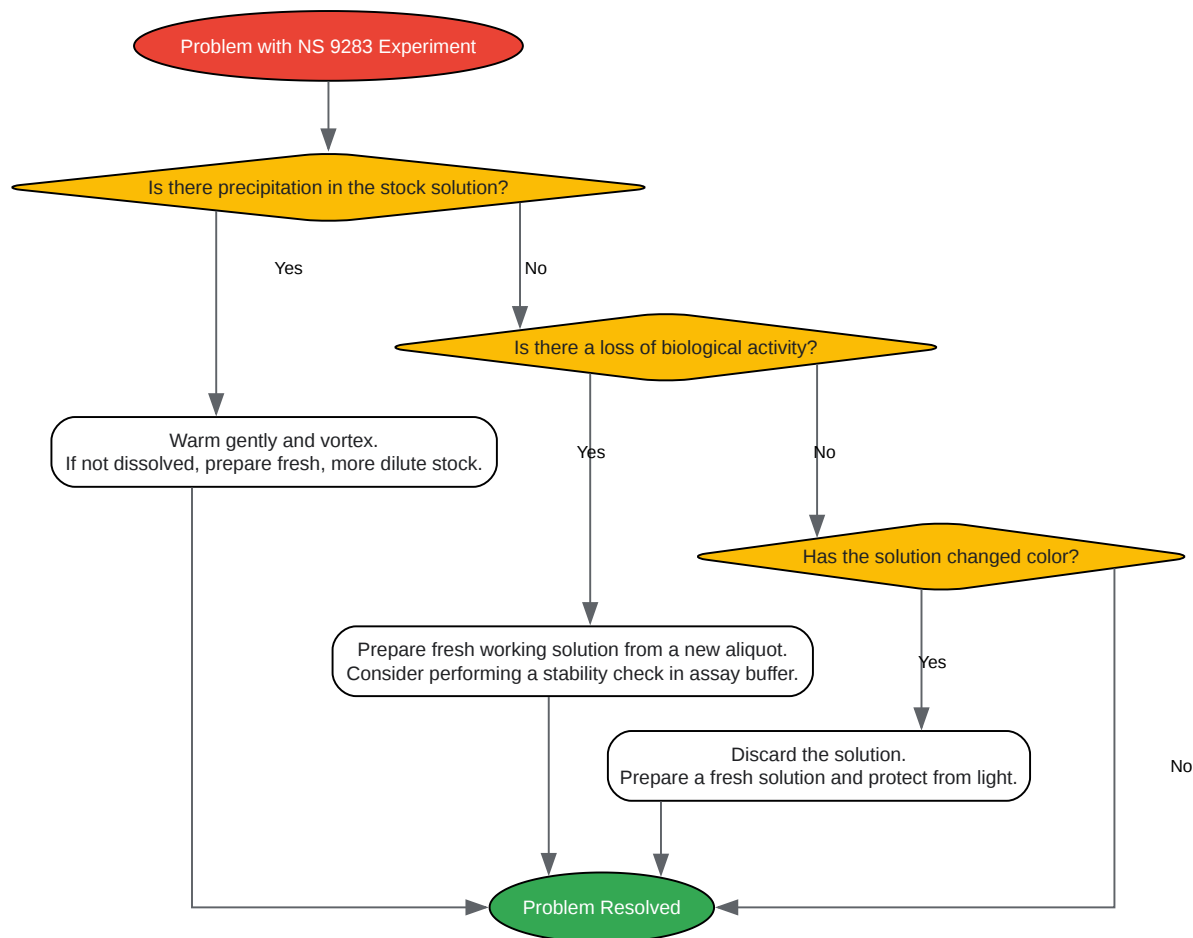 Problem with NS 9283 Experiment
Is there precipitation in the stock solution?
Yes
No
Is there a loss of biological activity?
Warm gently and vortex.
If not dissolved, prepare fresh, more dilute stock.
Yes
No
Has the solution changed color?
Prepare fresh working solution from a new aliquot.
Consider performing a stability check in assay buffer.
Yes
Discard the solution.
Prepare a fresh solution and protect from light.
No
Problem Resolved